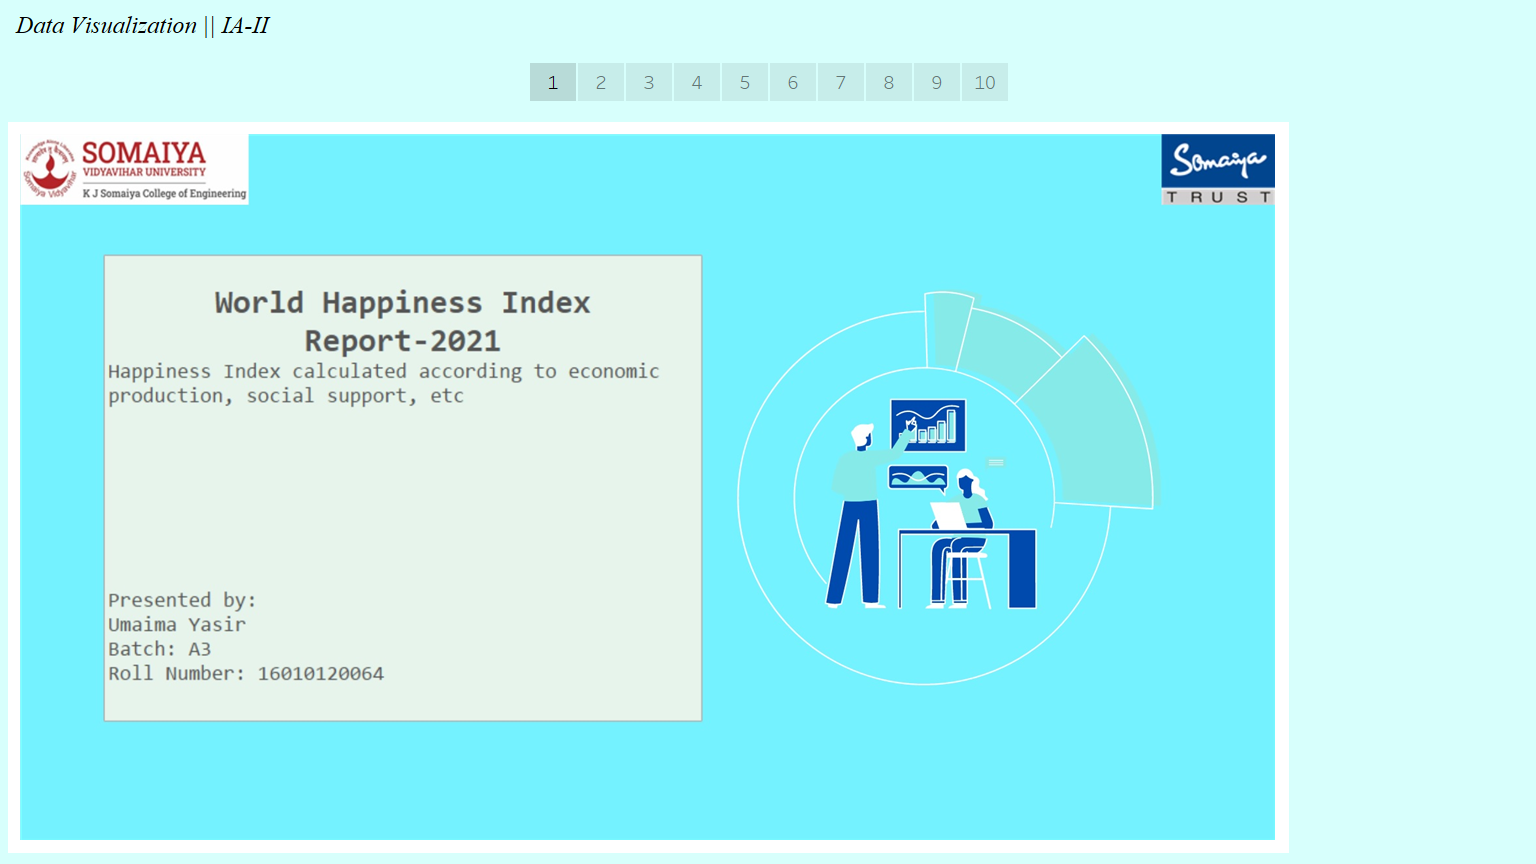 Data Visualization || IA-II
1 2 3 4 5 6 7 8 9 10
SOMAIYA
VIDYAVIHAR UNIVERSITY
K J Somaiya College of Engineering
Somaiya
TRUST
World Happiness Index
Report-2021
Happiness Index calculated according to economic
production, social support, etc
Presented by:
Umaima Yasir
Batch: A3
Roll Number: 16010120064